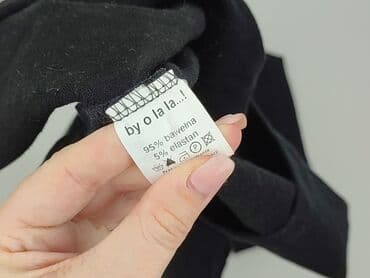 by o la la...!
95% bawełna
5% elastan